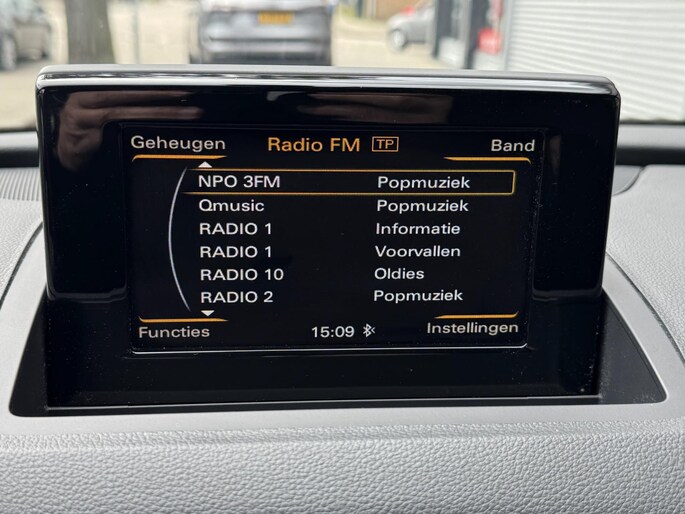 Geheugen Radio FM TP Band
NPO 3FM Popmuziek
Qmusic Popmuziek
RADIO 1 Informatie
RADIO 1 Voorvallen
RADIO 10 Oldies
RADIO 2 Popmuziek
Functies 15:09 Instellingen